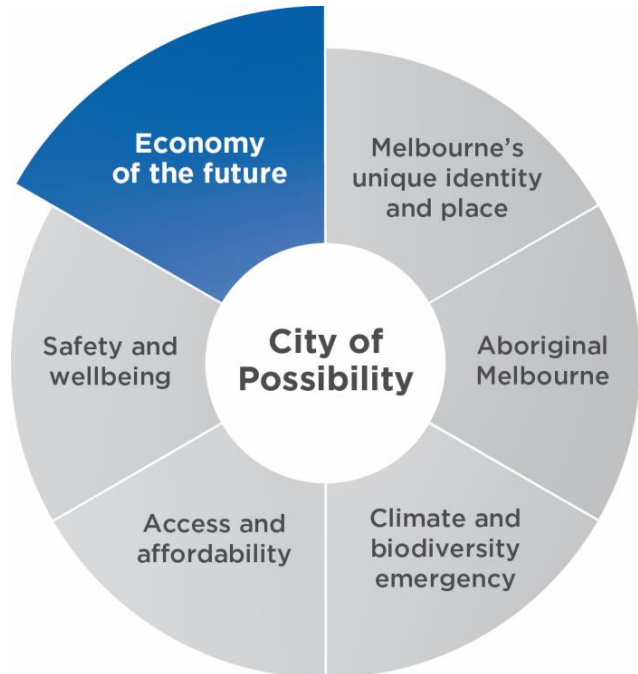 Economy
of the future
Melbourne's
unique identity
and place
Safety and
wellbeing
City of
Possibility
Aboriginal
Melbourne
Access and
affordability
Climate and
biodiversity
emergency